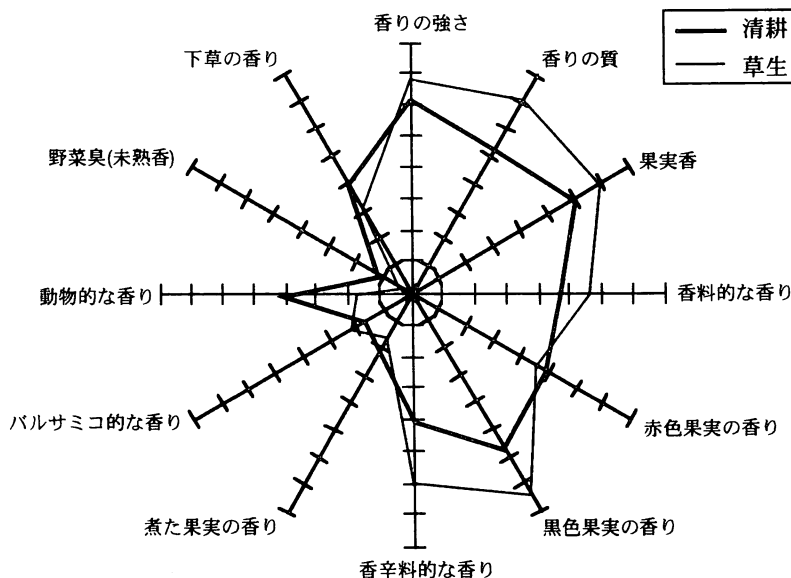 香りの強さ
清耕
草生
下草の香り
香りの質
野菜臭(未熟香)
果実香
動物的な香り
香料的な香り
バルサミコ的な香り
赤色果実の香り
煮た果実の香り
黒色果実の香り
香辛料的な香り